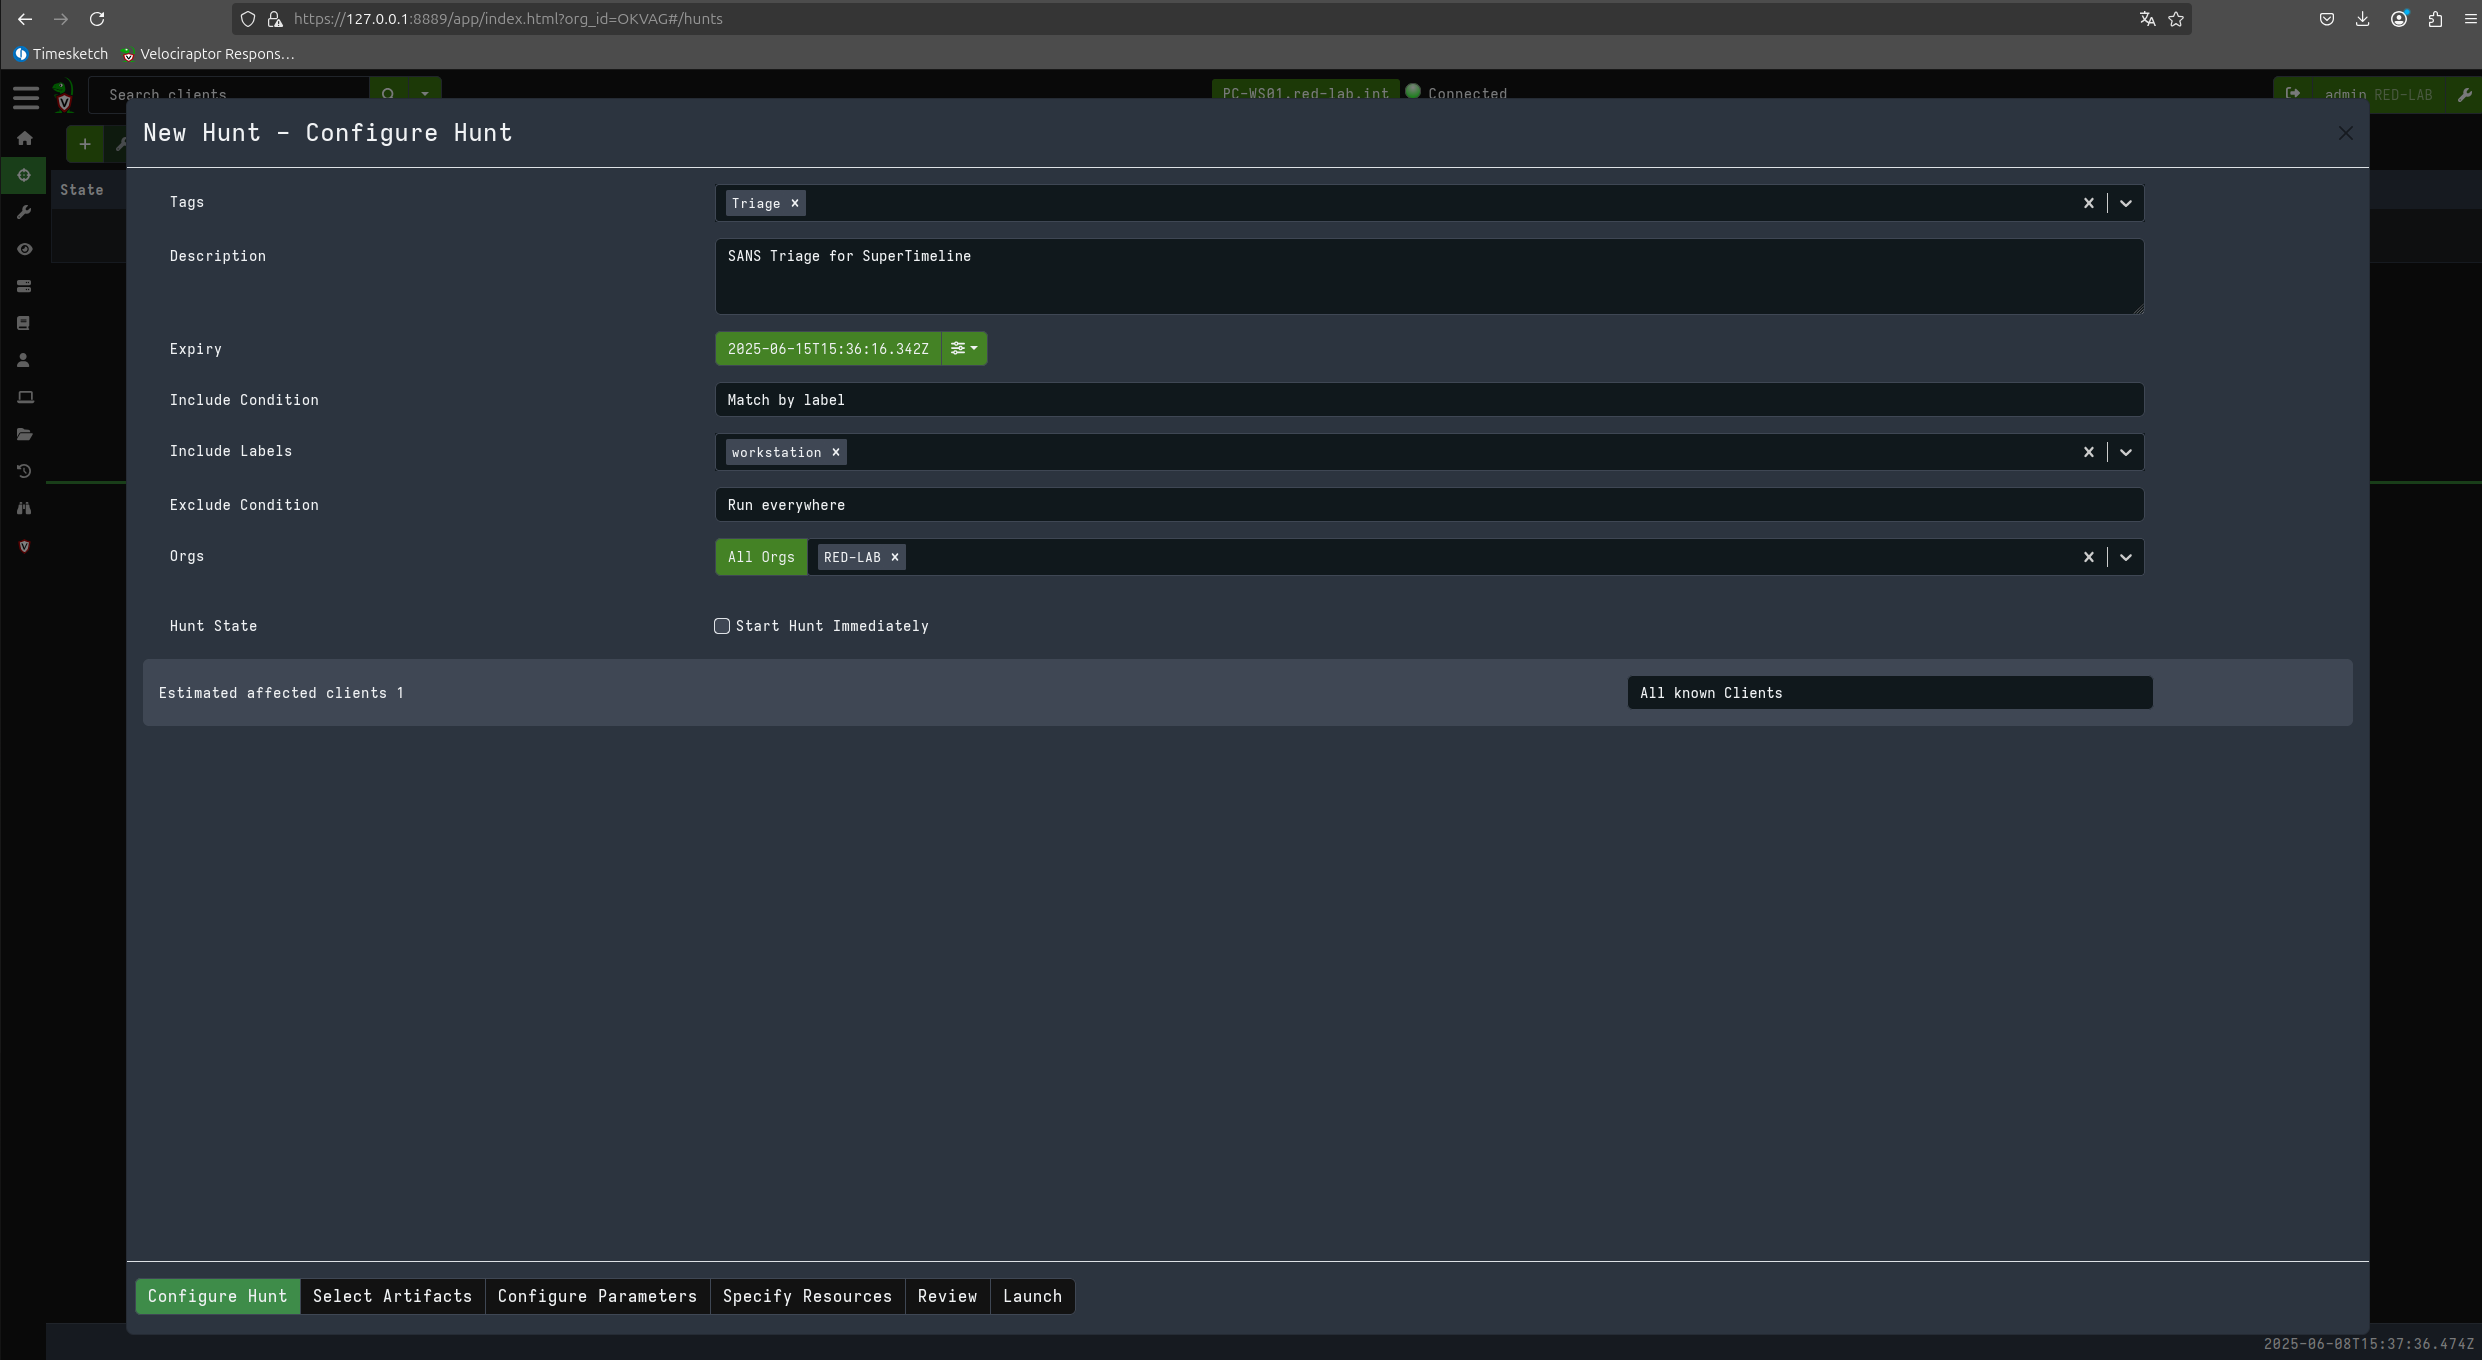 https://127.0.0.1:8889/app/index.html?org_id=OKVAG#/hunts
Timesketch Velociraptor Respons…
Search clients PC-WS01.red-lab.int Connected admin RED-LAB
New Hunt - Configure Hunt
State
Tags Triage
Description SANS Triage for SuperTimeline
Expiry 2025-06-15T15:36:16.342Z
Include Condition Match by label
Include Labels workstation
Exclude Condition Run everywhere
Orgs All Orgs RED-LAB
Hunt State Start Hunt Immediately
Estimated affected clients 1 All known Clients
Configure Hunt Select Artifacts Configure Parameters Specify Resources Review Launch
2025-06-08T15:37:36.474Z